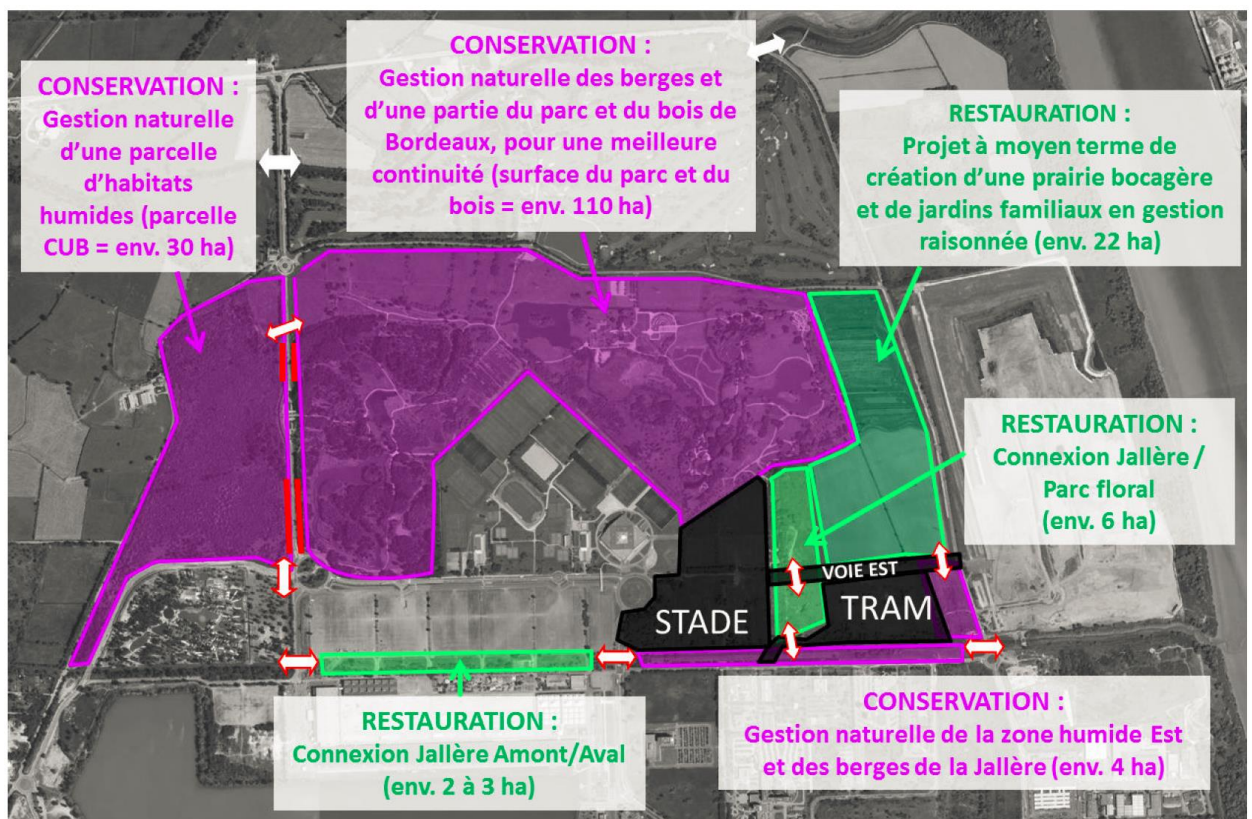 CONSERVATION :
Gestion naturelle
d'une parcelle
d'habitats
humides (parcelle
CUB = env. 30 ha)
CONSERVATION :
Gestion naturelle des berges et
d'une partie du parc et du bois de
Bordeaux, pour une meilleure
continuité (surface du parc et du
bois = env. 110 ha)
RESTAURATION :
Projet à moyen terme de
création d'une prairie bocagère
et de jardins familiaux en gestion
raisonnée (env. 22 ha)
RESTAURATION :
Connexion Jallère /
Parc floral
(env. 6 ha)
VOIE EST
STADE
TRAM
RESTAURATION :
Connexion Jallère Amont/Aval
(env. 2 à 3 ha)
CONSERVATION :
Gestion naturelle de la zone humide Est
et des berges de la Jallère (env. 4 ha)